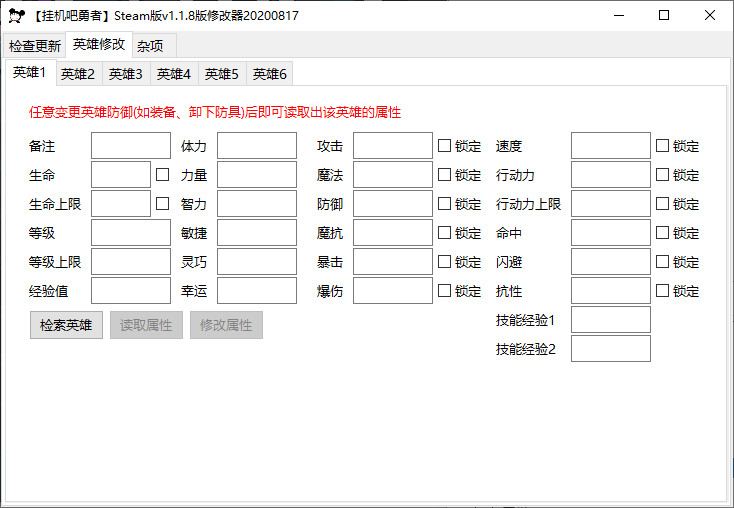 【挂机吧勇者】Steam版v1.1.8版修改器20200817
检查更新 英雄修改 杂项
英雄1 英雄2 英雄3 英雄4 英雄5 英雄6
任意变更英雄防御(如装备、卸下防具)后即可读取出该英雄的属性
备注 体力 攻击 锁定 速度 锁定
生命 力量 魔法 锁定 行动力 锁定
生命上限 智力 防御 锁定 行动力上限 锁定
等级 敏捷 魔抗 锁定 命中 锁定
等级上限 灵巧 暴击 锁定 闪避 锁定
经验值 幸运 爆伤 锁定 抗性 锁定
检索英雄 读取属性 修改属性 技能经验1
技能经验2